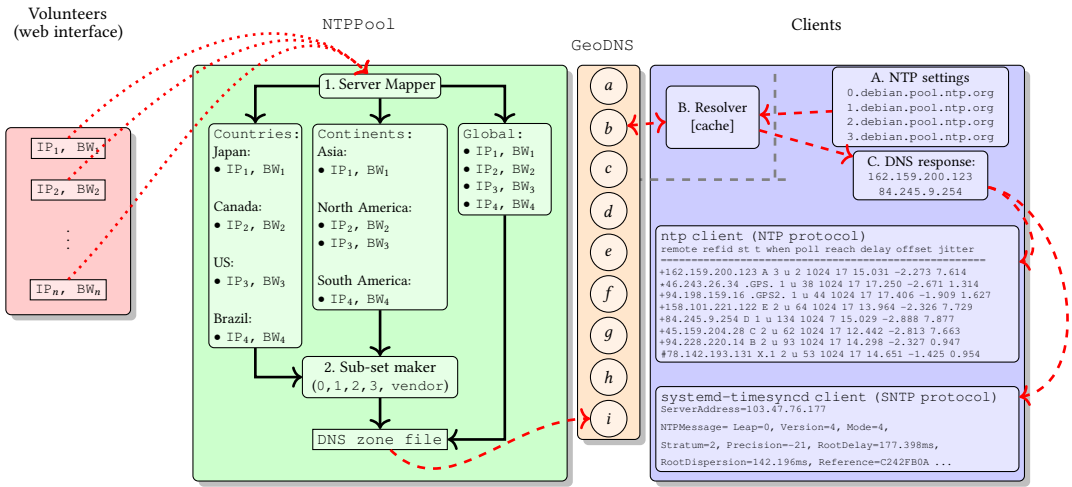 Volunteers
(web interface)
IP1, BW1
IP2, BW2
⋮
IPn, BWn
NTPPool
1. Server Mapper
Countries:
Japan:
• IP1, BW1
Canada:
• IP2, BW2
US:
• IP3, BW3
Brazil:
• IP4, BW4
Continents:
Asia:
• IP1, BW1
North America:
• IP2, BW2
• IP3, BW3
South America:
• IP4, BW4
Global:
• IP1, BW1
• IP2, BW2
• IP3, BW3
• IP4, BW4
2. Sub-set maker
(0,1,2,3, vendor)
DNS zone file
GeoDNS
a
b
c
d
e
f
g
h
i
Clients
B. Resolver
[cache]
A. NTP settings
0.debian.pool.ntp.org
1.debian.pool.ntp.org
2.debian.pool.ntp.org
3.debian.pool.ntp.org
C. DNS response:
162.159.200.123
84.245.9.254
ntp client (NTP protocol)
remote refid st t when poll reach delay offset jitter
====================================================
+162.159.200.123 A 3 u 2 1024 17 15.031 -2.273 7.614
*46.243.26.34 .GPS. 1 u 38 1024 17 17.250 -2.671 1.314
+94.198.159.16 .GPS2. 1 u 44 1024 17 17.406 -1.909 1.627
+158.101.221.122 E 2 u 64 1024 17 13.964 -2.326 7.729
+84.245.9.254 D 1 u 134 1024 7 15.029 -2.888 7.877
+45.159.204.28 C 2 u 62 1024 17 12.442 -2.813 7.663
+94.228.220.14 B 2 u 93 1024 17 14.298 -2.327 0.947
#78.142.193.131 X.1 2 u 53 1024 17 14.651 -1.425 0.954
systemd-timesyncd client (SNTP protocol)
ServerAddress=103.47.76.177
NTPMessage= Leap=0, Version=4, Mode=4,
Stratum=2, Precision=-21, RootDelay=177.398ms,
RootDispersion=142.196ms, Reference=C242FB0A ...